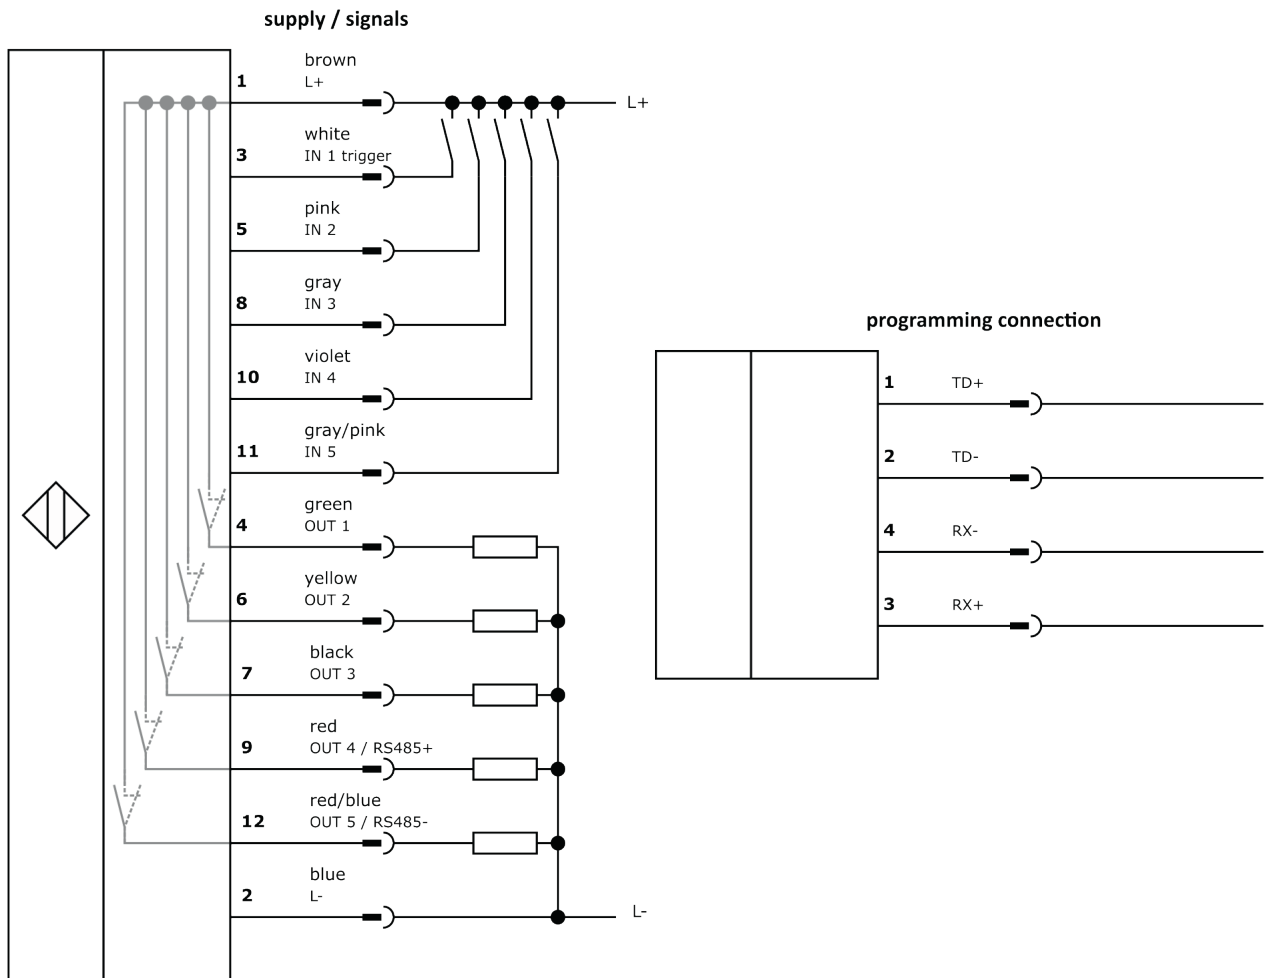 supply / signals
brown
1
L+
L+
white
3
IN 1 trigger
pink
5
IN 2
gray
8
IN 3
violet
10
IN 4
gray/pink
11
IN 5
green
4
OUT 1
yellow
6
OUT 2
black
7
OUT 3
red
9
OUT 4 / RS485+
red/blue
12
OUT 5 / RS485-
blue
2
L-
L-
programming connection
1 TD+
2 TD-
4 RX-
3 RX+